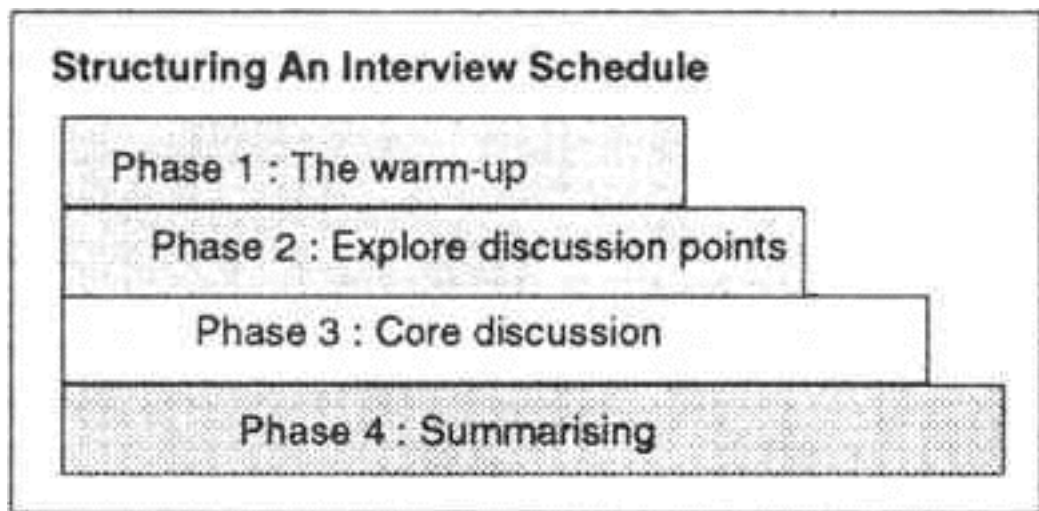 Structuring An Interview Schedule
Phase 1 : The warm-up
Phase 2 : Explore discussion points
Phase 3 : Core discussion
Phase 4 : Summarising